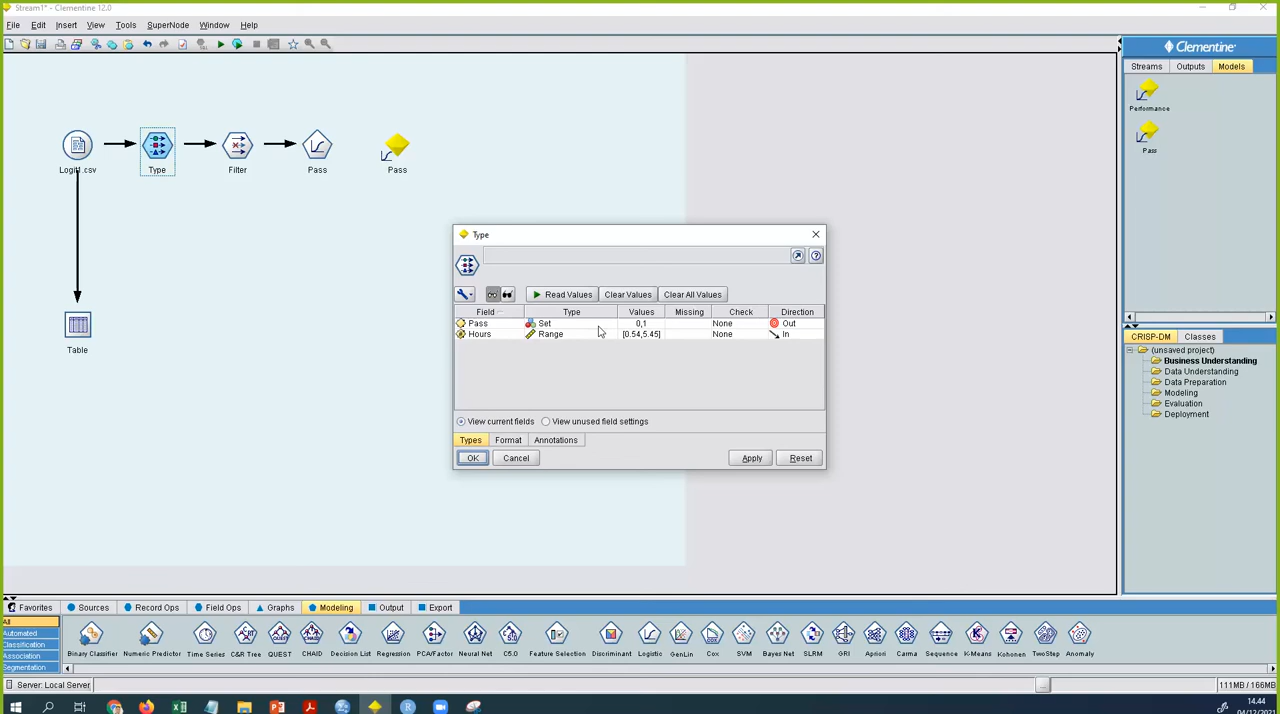 Stream1* - Clementine 12.0
File Edit Insert View Tools SuperNode Window Help
Clementine
Streams Outputs Models
Performance
Pass
Logit1.csv
Type
Filter
Pass
Pass
Table
Type
Read Values Clear Values Clear All Values
Field Type Values Missing Check Direction
Pass Set 0,1 None Out
Hours Range [0.54,5.45] None In
View current fields View unused field settings
Types Format Annotations
OK Cancel Apply Reset
CRISP-DM Classes
(unsaved project)
Business Understanding
Data Understanding
Data Preparation
Modeling
Evaluation
Deployment
Favorites Sources Record Ops Field Ops Graphs Modeling Output Export
All
Automated
Classification
Association
Segmentation
Binary Classifier Numeric Predictor Time Series C&R Tree QUEST CHAID Decision List Regression PCA/Factor Neural Net C5.0 Feature Selection Discriminant Logistic GenLin Cox SVM Bayes Net SLRM GRI Apriori Carma Sequence K-Means Kohonen TwoStep Anomaly
Server: Local Server 111MB / 166MB
14.44
04/12/2021